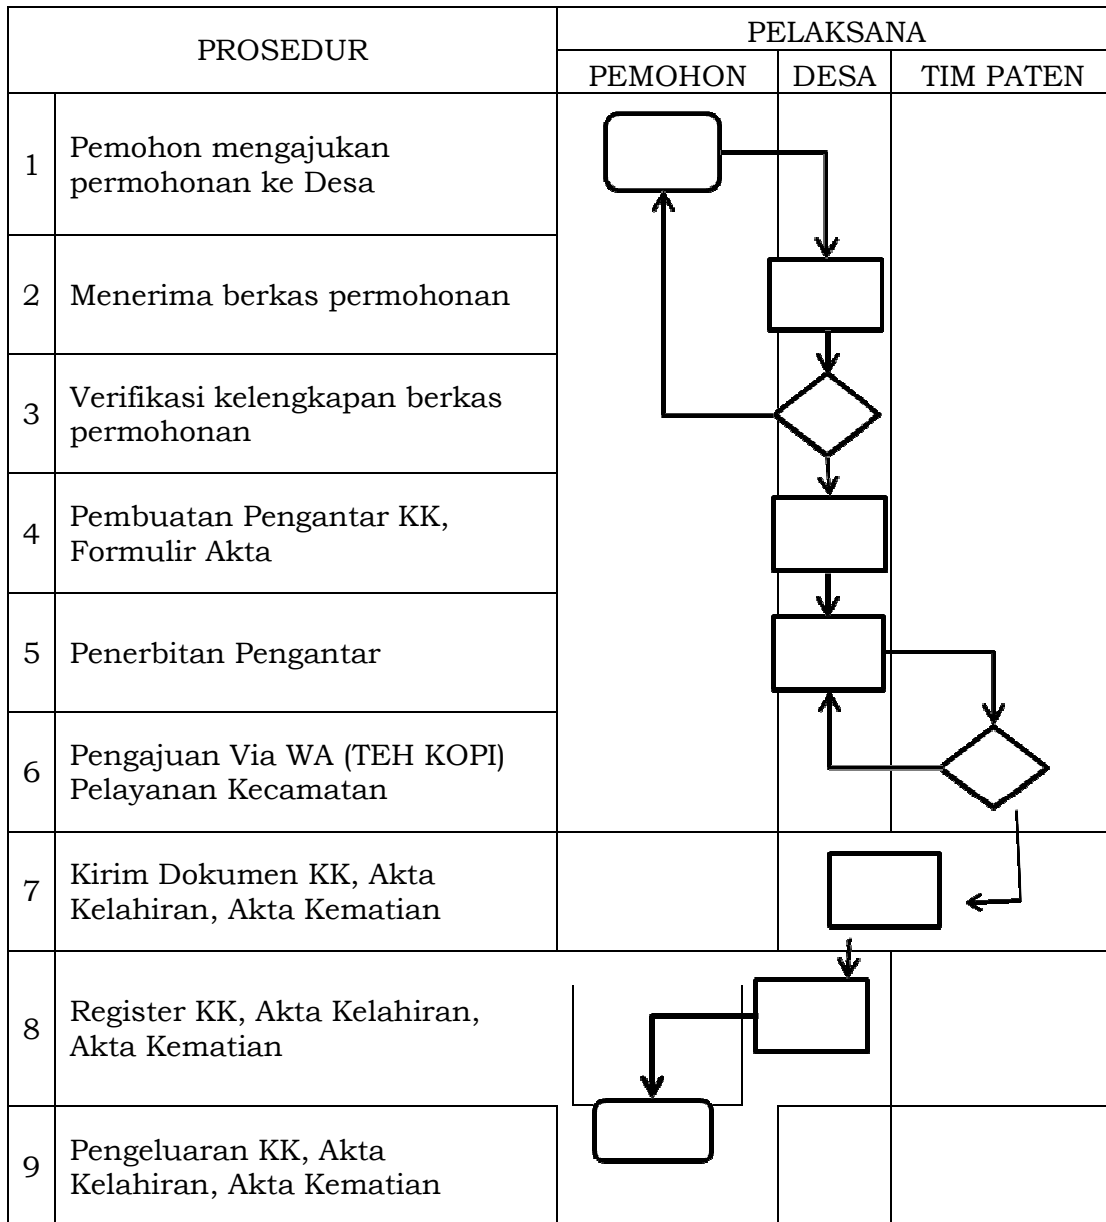 PROSEDUR
PELAKSANA
PEMOHON
DESA
TIM PATEN
1
Pemohon mengajukan
permohonan ke Desa
2
Menerima berkas permohonan
3
Verifikasi kelengkapan berkas
permohonan
4
Pembuatan Pengantar KK,
Formulir Akta
5
Penerbitan Pengantar
6
Pengajuan Via WA (TEH KOPI)
Pelayanan Kecamatan
7
Kirim Dokumen KK, Akta
Kelahiran, Akta Kematian
8
Register KK, Akta Kelahiran,
Akta Kematian
9
Pengeluaran KK, Akta
Kelahiran, Akta Kematian